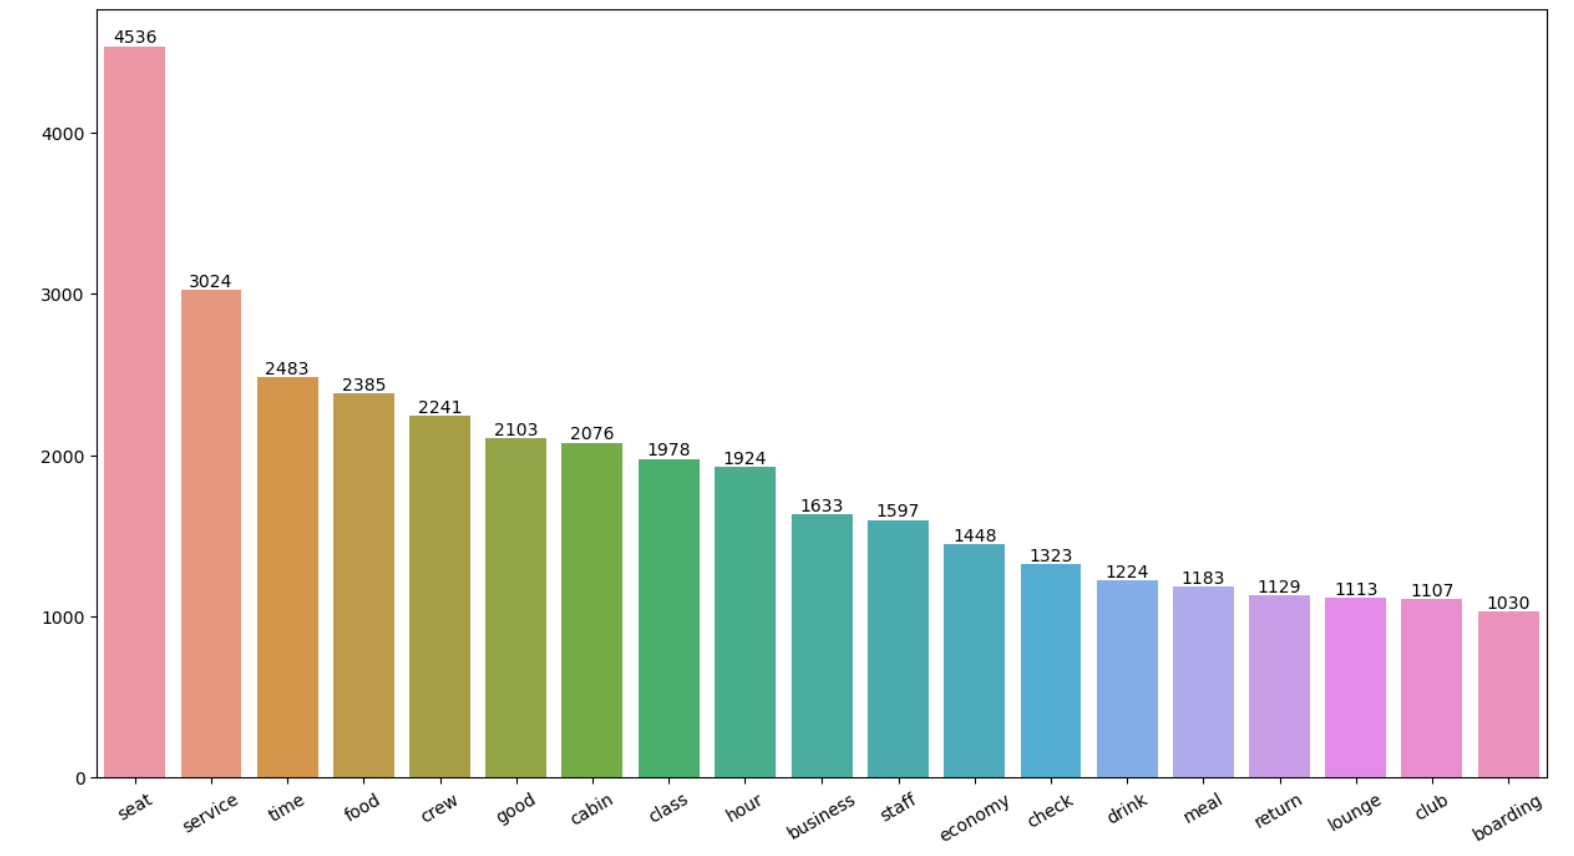 4536
4000
3024
3000
2483
2385
2241
2103
2076
1978
1924
2000
1633
1597
1448
1323
1224
1183
1129
1113
1107
1030
1000
0
seat
service
time
food
crew
good
cabin
class
hour
business
staff
economy
check
drink
meal
return
lounge
club
boarding